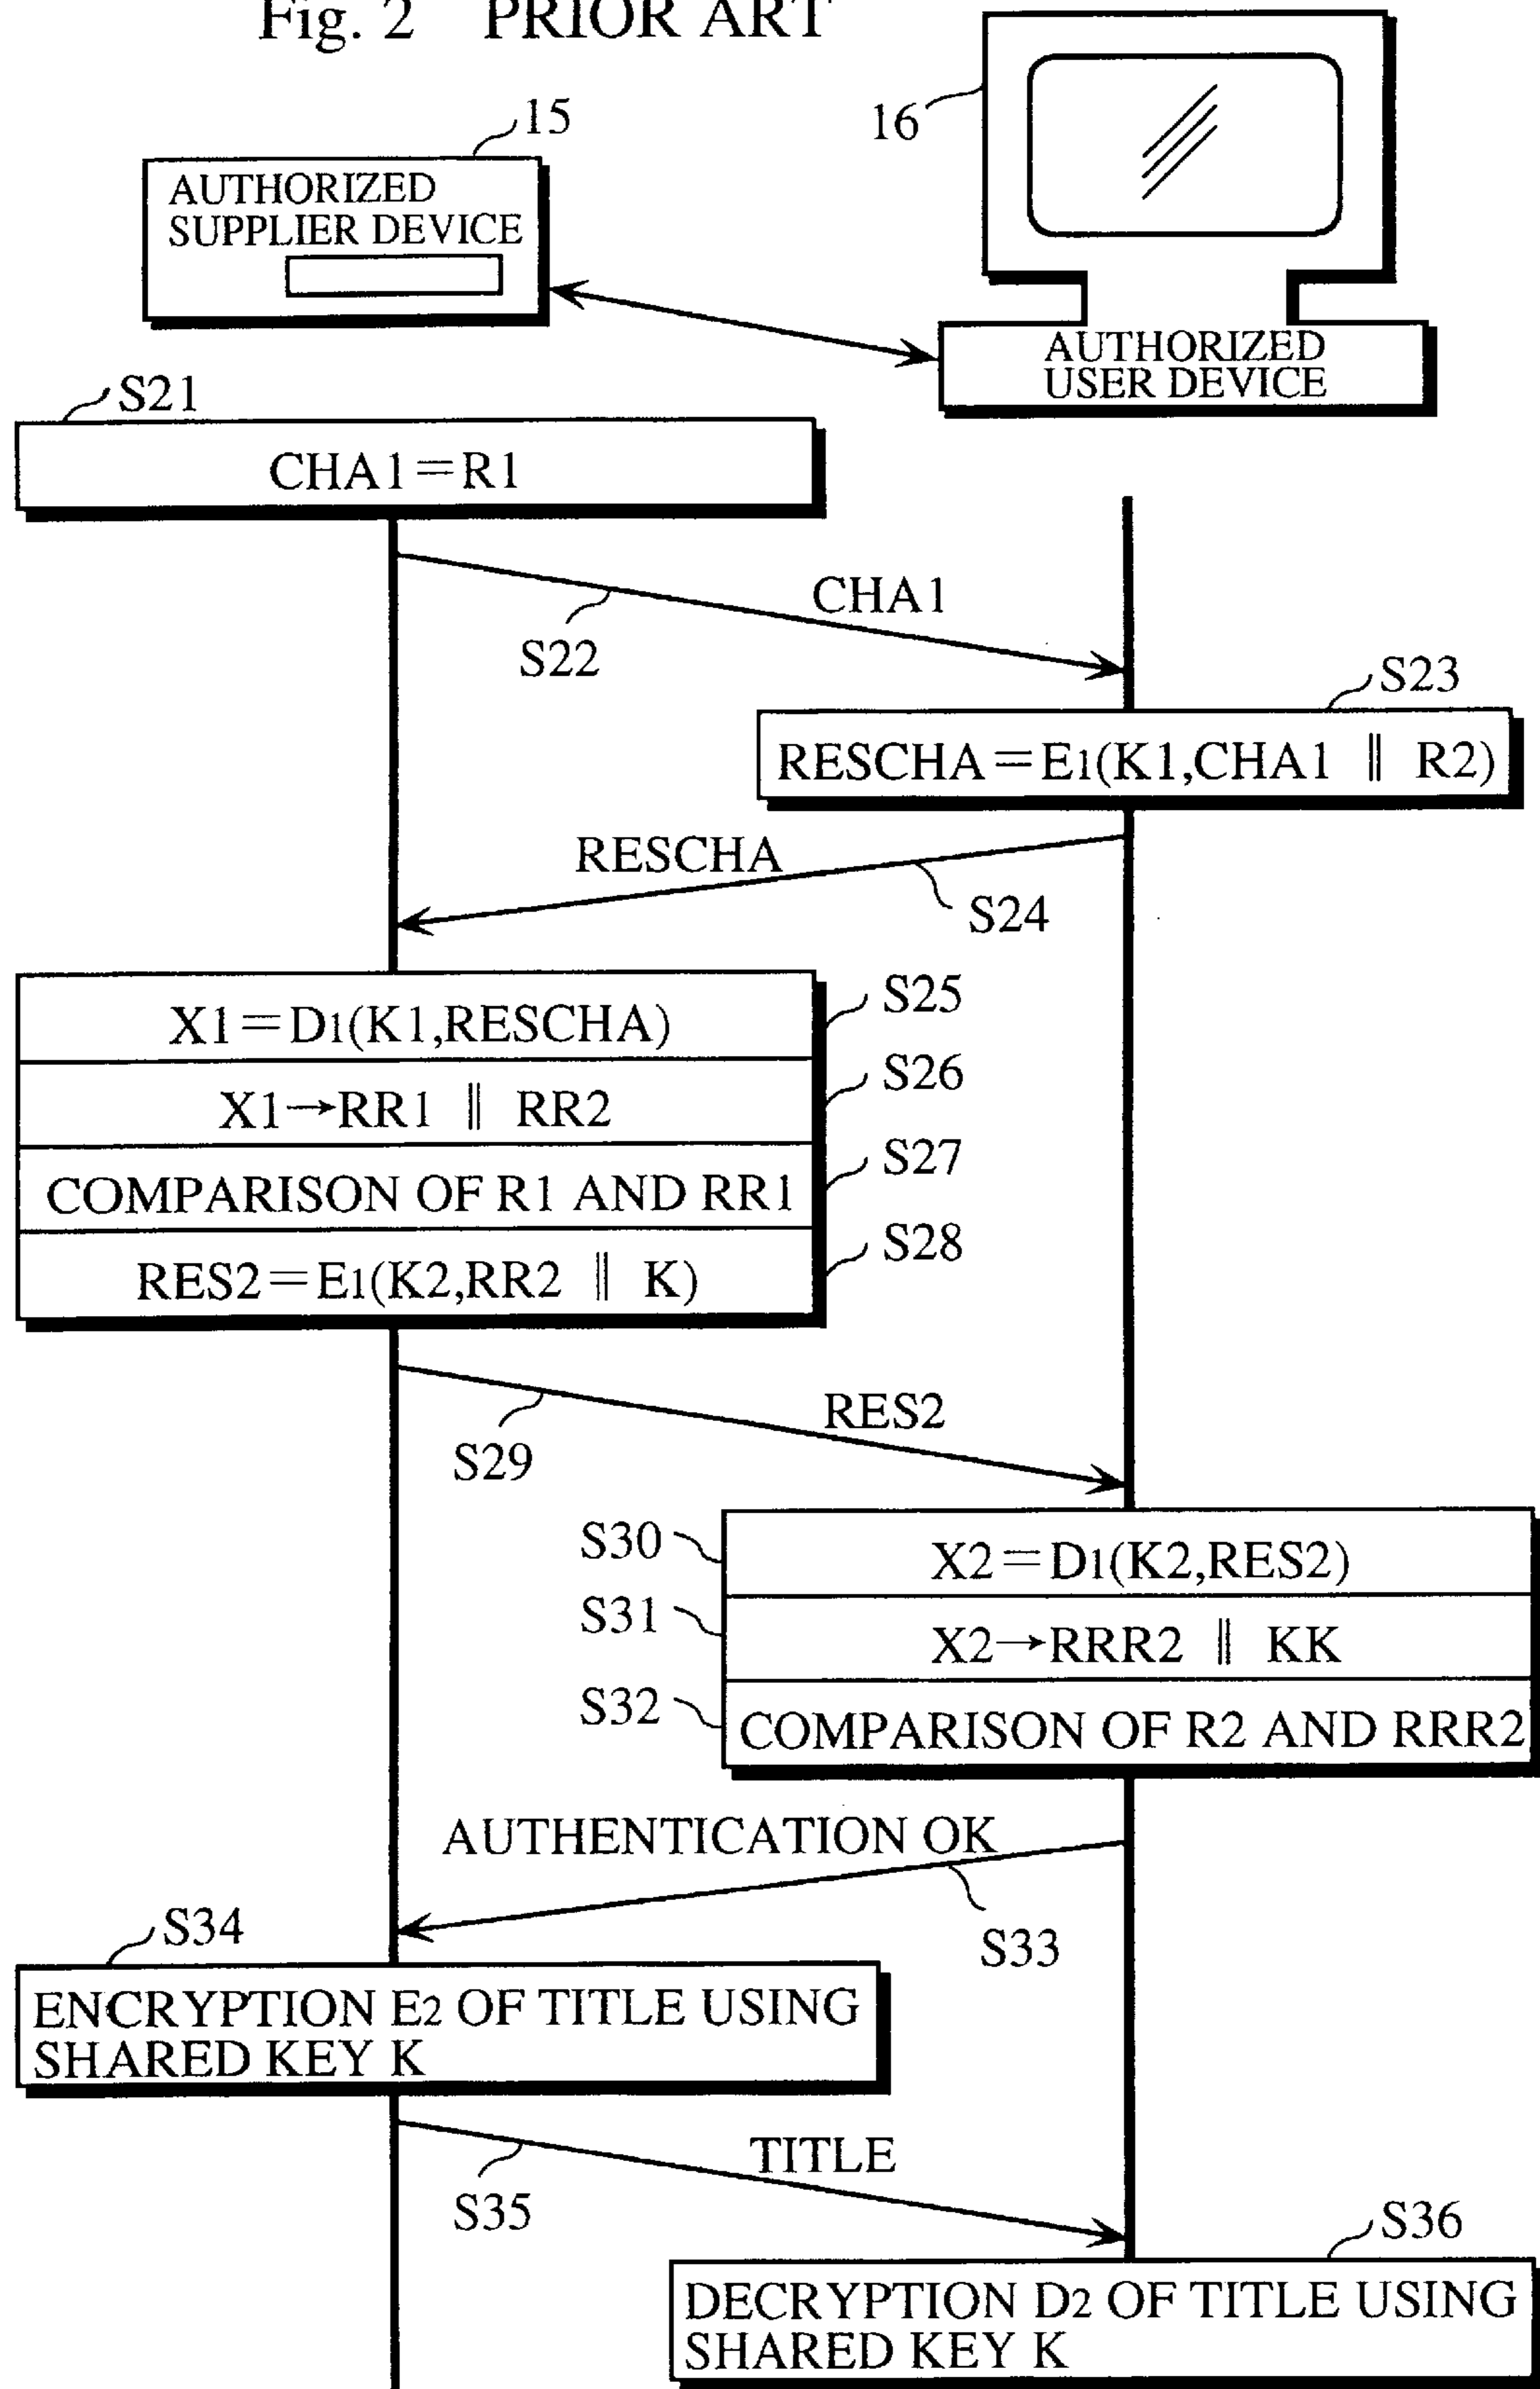 Fig. 2 PRIOR ART
15
16
AUTHORIZED
SUPPLIER DEVICE
AUTHORIZED
USER DEVICE
S21
CHA1=R1
CHA1
S22
S23
RESCHA=E1(K1,CHA1 || R2)
RESCHA
S24
X1=D1(K1,RESCHA)
S25
X1→RR1 || RR2
S26
COMPARISON OF R1 AND RR1
S27
RES2=E1(K2,RR2 || K)
S28
RES2
S29
S30
X2=D1(K2,RES2)
S31
X2→RRR2 || KK
S32
COMPARISON OF R2 AND RRR2
AUTHENTICATION OK
S33
S34
ENCRYPTION E2 OF TITLE USING
SHARED KEY K
TITLE
S35
S36
DECRYPTION D2 OF TITLE USING
SHARED KEY K